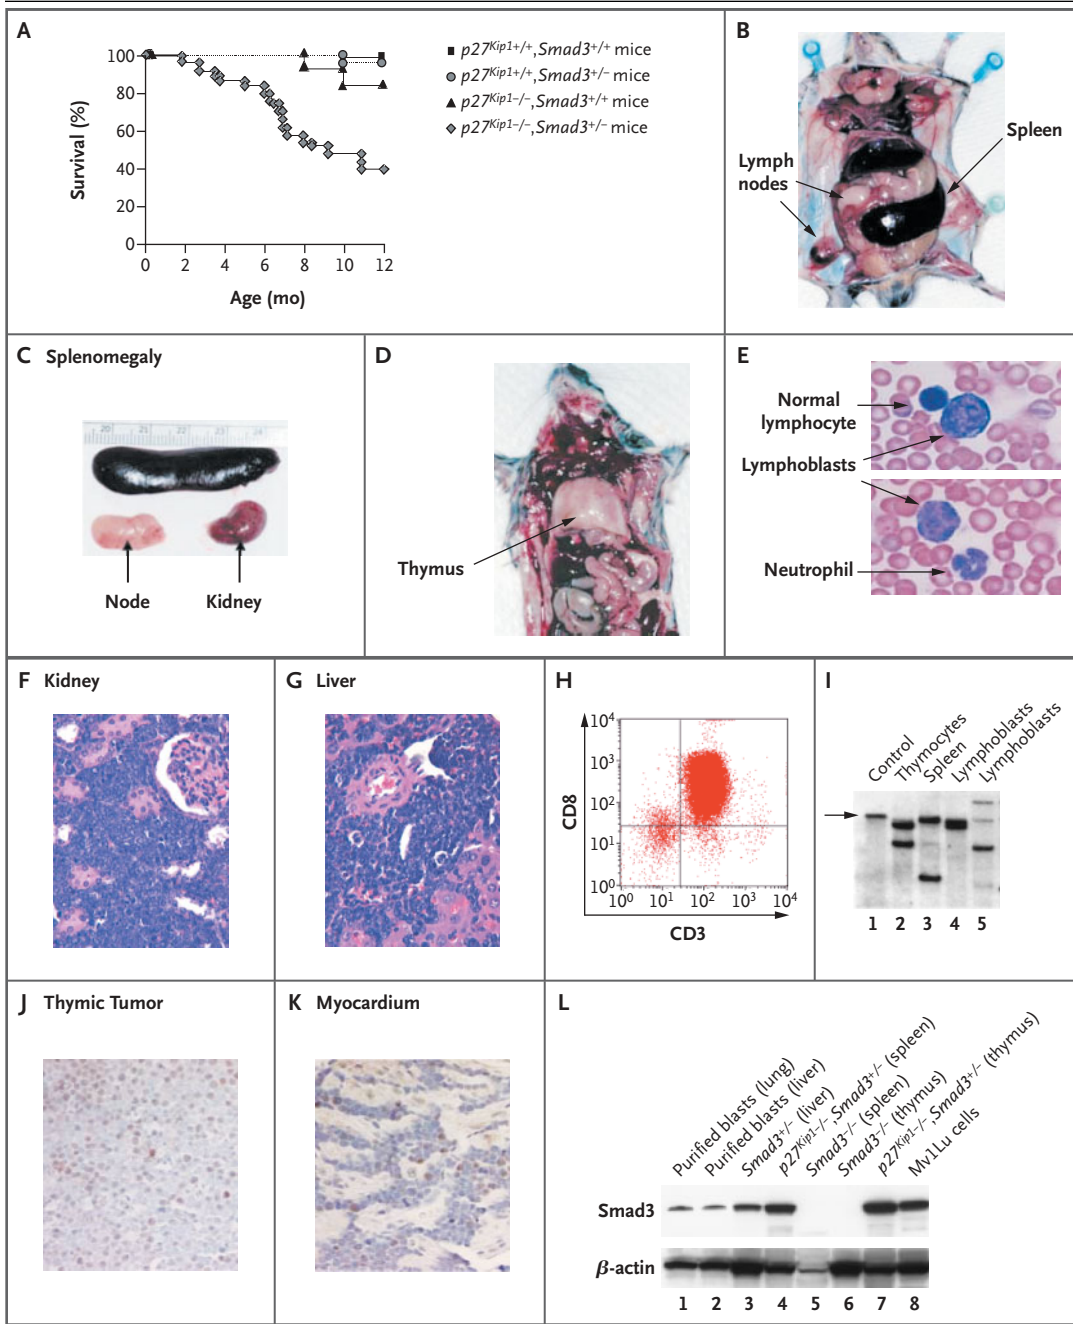 A
100
80
60
40
20
0
Survival (%)
0 2 4 6 8 10 12
Age (mo)
p27Kip1+/+,Smad3+/+ mice
p27Kip1+/+,Smad3+/− mice
p27Kip1−/−,Smad3+/+ mice
p27Kip1−/−,Smad3+/− mice
B
Lymph
nodes
Spleen
C Splenomegaly
20 21 22 23 24
Node
Kidney
D
Thymus
E
Normal
lymphocyte
Lymphoblasts
Neutrophil
F Kidney
G Liver
H
10⁴
10³
10²
10¹
10⁰
CD8
10⁰ 10¹ 10² 10³ 10⁴
CD3
I
Control
Thymocytes
Spleen
Lymphoblasts
Lymphoblasts
1 2 3 4 5
J Thymic Tumor
K Myocardium
L
Purified blasts (lung)
Purified blasts (liver)
Smad3+/− (liver)
p27Kip1−/−,Smad3+/− (spleen)
Smad3−/− (spleen)
Smad3−/− (thymus)
p27Kip1−/−,Smad3+/− (thymus)
Mv1Lu cells
Smad3
β-actin
1 2 3 4 5 6 7 8